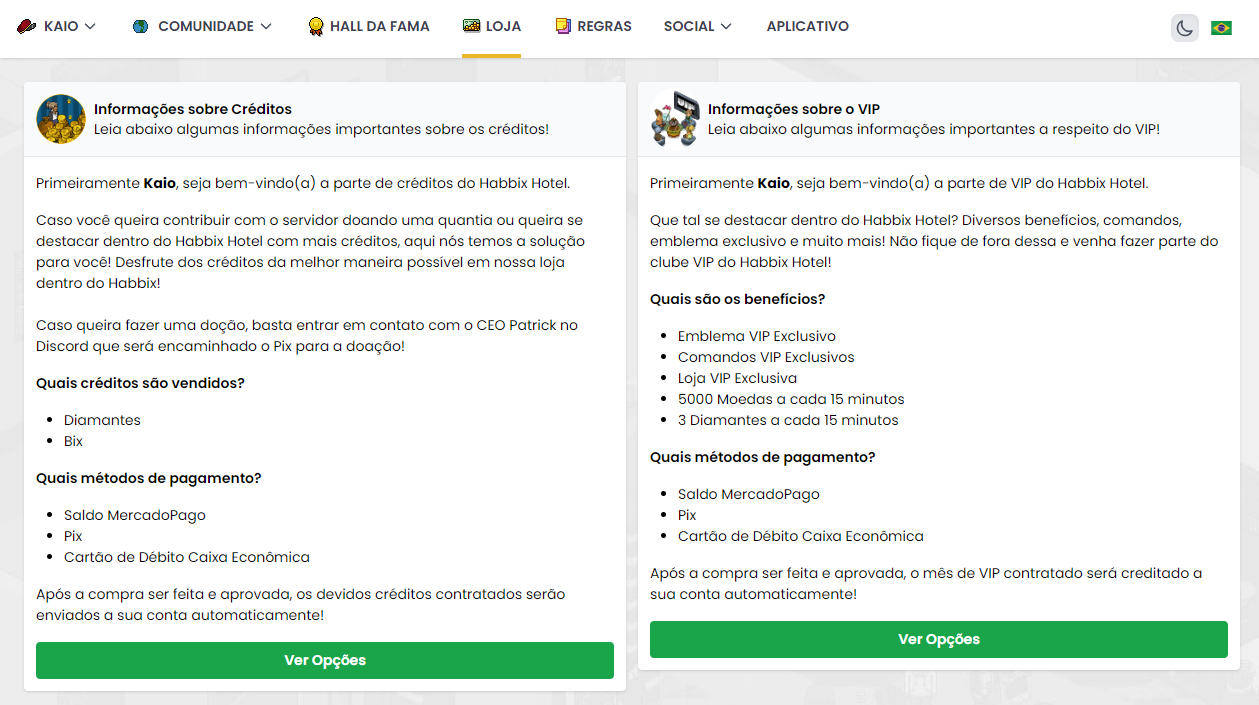 KAIO
COMUNIDADE
HALL DA FAMA
LOJA
REGRAS
SOCIAL
APLICATIVO
Informações sobre Créditos
Leia abaixo algumas informações importantes sobre os créditos!
Primeiramente Kaio, seja bem-vindo(a) a parte de créditos do Habbix Hotel.
Caso você queira contribuir com o servidor doando uma quantia ou queira se
destacar dentro do Habbix Hotel com mais créditos, aqui nós temos a solução
para você! Desfrute dos créditos da melhor maneira possível em nossa loja
dentro do Habbix!
Caso queira fazer uma doção, basta entrar em contato com o CEO Patrick no
Discord que será encaminhado o Pix para a doação!
Quais créditos são vendidos?
Diamantes
Bix
Quais métodos de pagamento?
Saldo MercadoPago
Pix
Cartão de Débito Caixa Econômica
Após a compra ser feita e aprovada, os devidos créditos contratados serão
enviados a sua conta automaticamente!
Ver Opções
Informações sobre o VIP
Leia abaixo algumas informações importantes a respeito do VIP!
Primeiramente Kaio, seja bem-vindo(a) a parte de VIP do Habbix Hotel.
Que tal se destacar dentro do Habbix Hotel? Diversos benefícios, comandos,
emblema exclusivo e muito mais! Não fique de fora dessa e venha fazer parte do
clube VIP do Habbix Hotel!
Quais são os benefícios?
Emblema VIP Exclusivo
Comandos VIP Exclusivos
Loja VIP Exclusiva
5000 Moedas a cada 15 minutos
3 Diamantes a cada 15 minutos
Quais métodos de pagamento?
Saldo MercadoPago
Pix
Cartão de Débito Caixa Econômica
Após a compra ser feita e aprovada, o mês de VIP contratado será creditado a
sua conta automaticamente!
Ver Opções